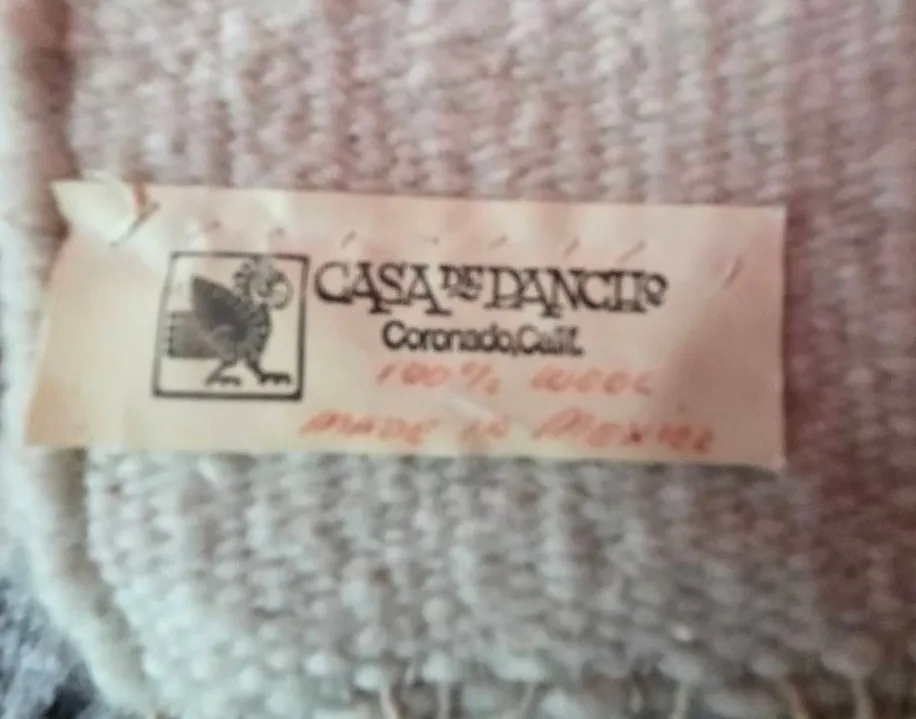 CASA DE PANCHO
Coronado, Calif.
100% WOOL
MADE IN MEXICO